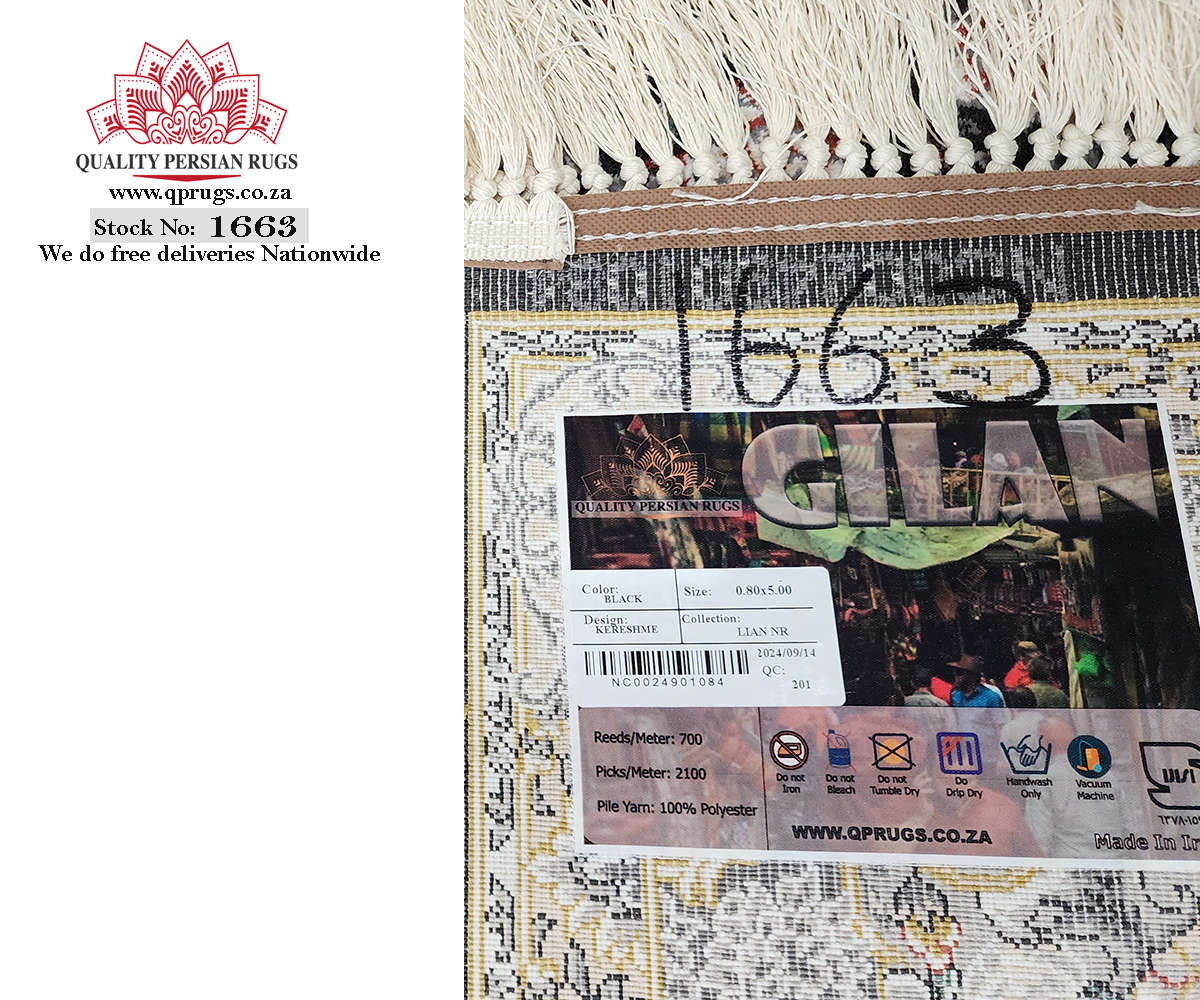 QUALITY PERSIAN RUGS
www.qprugs.co.za
Stock No: 1663
We do free deliveries Nationwide
1663
GILAN
QUALITY PERSIAN RUGS
Color: BLACK
Size: 0.80x5.00
Design: KERESHME
Collection: LIAN NR
2024/09/14
NC0024901084
QC: 201
Reeds/Meter: 700
Picks/Meter: 2100
Pile Yarn: 100% Polyester
Do not Iron
Do not Bleach
Do not Tumble Dry
Do Drip Dry
Handwash Only
Vacuum Machine
WWW.QPRUGS.CO.ZA
Made In